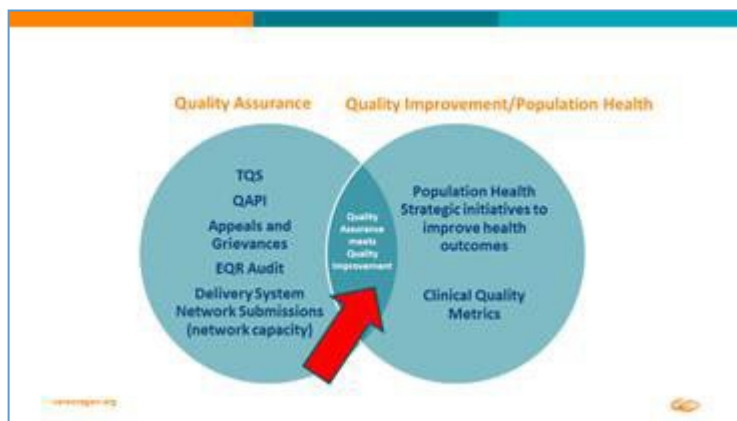 Quality Assurance
Quality Improvement/Population Health
TQS
QAPI
Appeals and
Grievances
EQR Audit
Delivery System
Network Submissions
(network capacity)
Quality
Assurance
meets
Quality
Improvement
Population Health
Strategic initiatives to
improve health
outcomes
Clinical Quality
Metrics